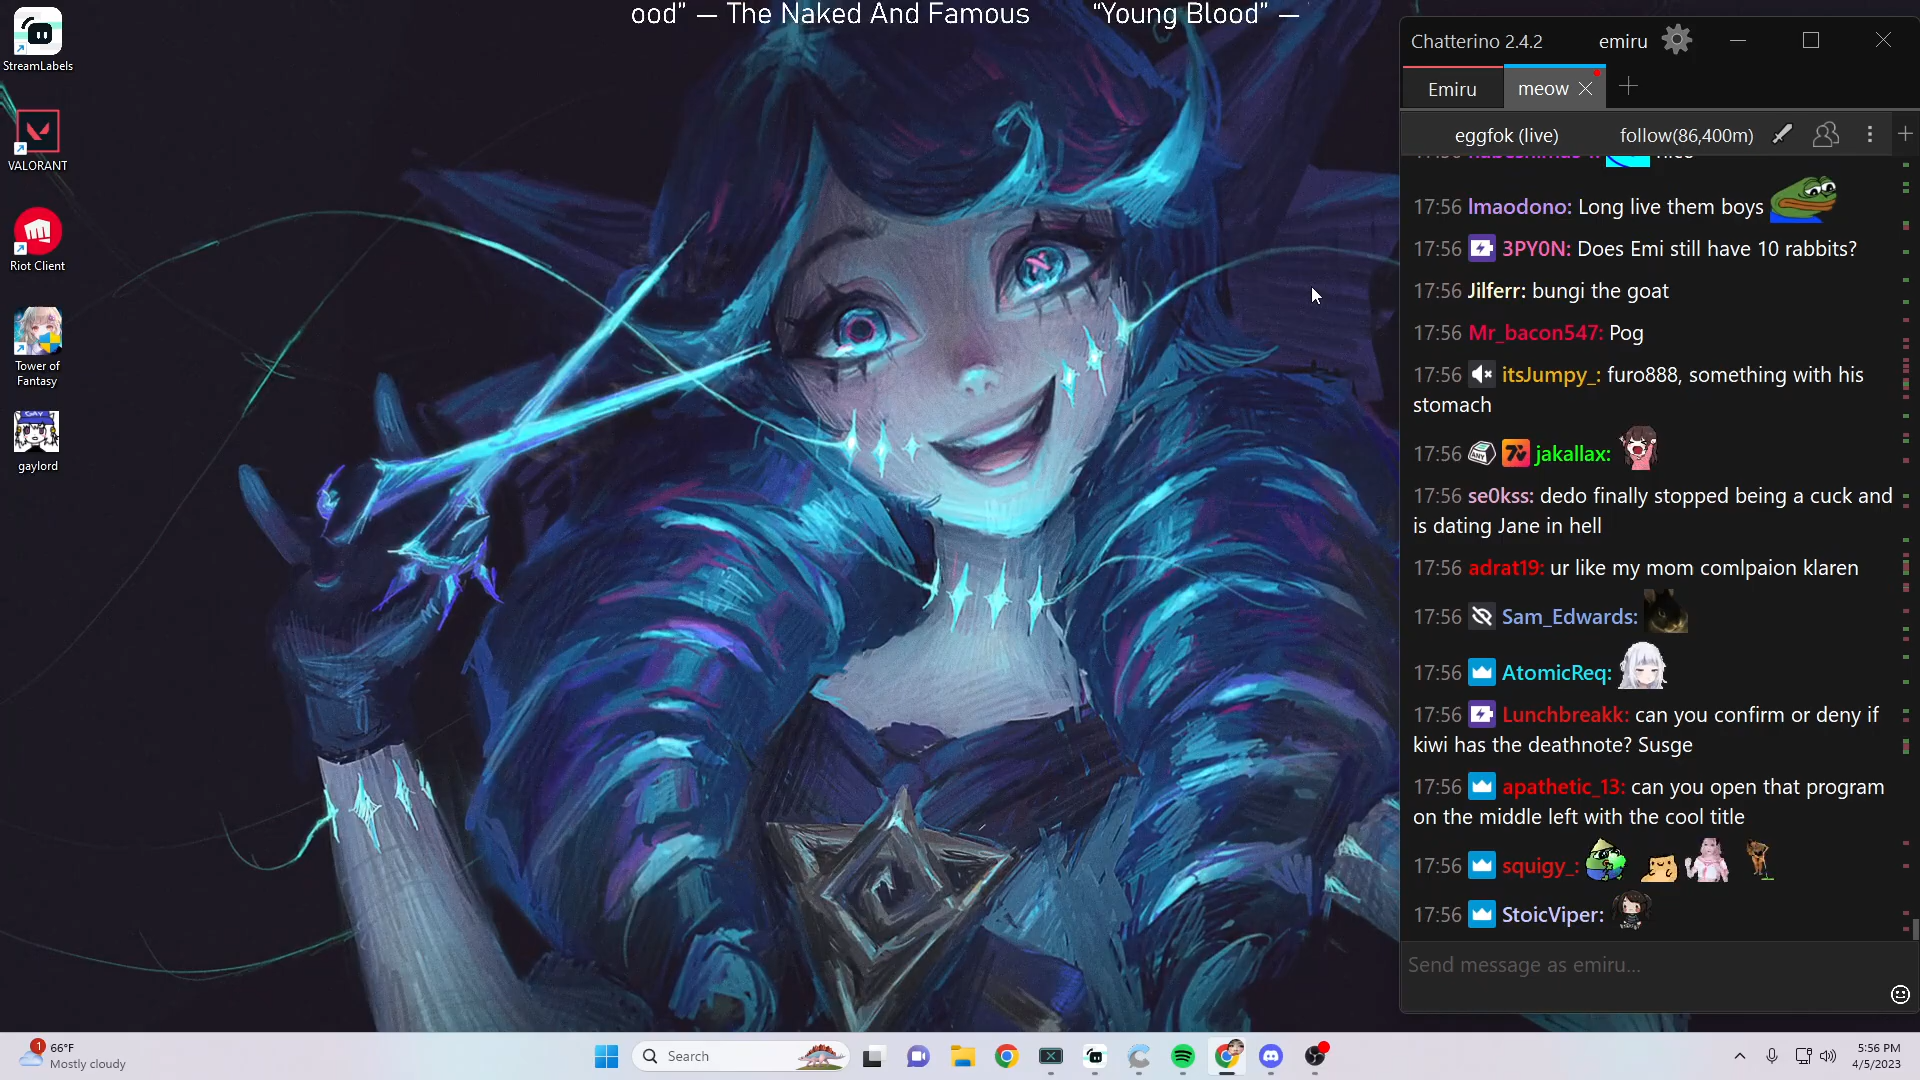 ood” — The Naked And Famous “Young Blood” —
StreamLabels
VALORANT
Riot Client
Tower of
Fantasy
GAY
gaylord
Chatterino 2.4.2 emiru
Emiru meow
eggfok (live) follow(86,400m)
17:56 lmaodono: Long live them boys
17:56 3PY0N: Does Emi still have 10 rabbits?
17:56 Jilferr: bungi the goat
17:56 Mr_bacon547: Pog
17:56 itsJumpy_: furo888, something with his
stomach
17:56 ANY jakallax:
17:56 se0kss: dedo finally stopped being a cuck and
is dating Jane in hell
17:56 adrat19: ur like my mom comlpaion klaren
17:56 Sam_Edwards:
17:56 AtomicReq:
17:56 Lunchbreakk: can you confirm or deny if
kiwi has the deathnote? Susge
17:56 apathetic_13: can you open that program
on the middle left with the cool title
17:56 squigy_:
17:56 StoicViper:
Send message as emiru...
1
66°F
Mostly cloudy
Search
5:56 PM
4/5/2023